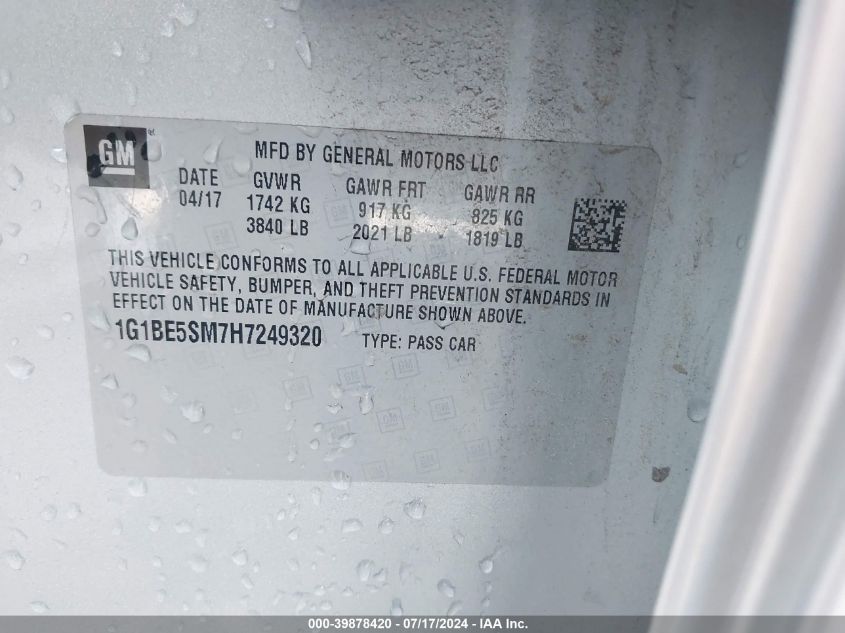 GM
MFD BY GENERAL MOTORS LLC
DATE GVWR GAWR FRT GAWR RR
04/17 1742 KG 917 KG 825 KG
3840 LB 2021 LB 1819 LB
THIS VEHICLE CONFORMS TO ALL APPLICABLE U.S. FEDERAL MOTOR
VEHICLE SAFETY, BUMPER, AND THEFT PREVENTION STANDARDS IN
EFFECT ON THE DATE OF MANUFACTURE SHOWN ABOVE.
1G1BE5SM7H7249320 TYPE: PASS CAR
000-39878420 - 07/17/2024 - IAA Inc.